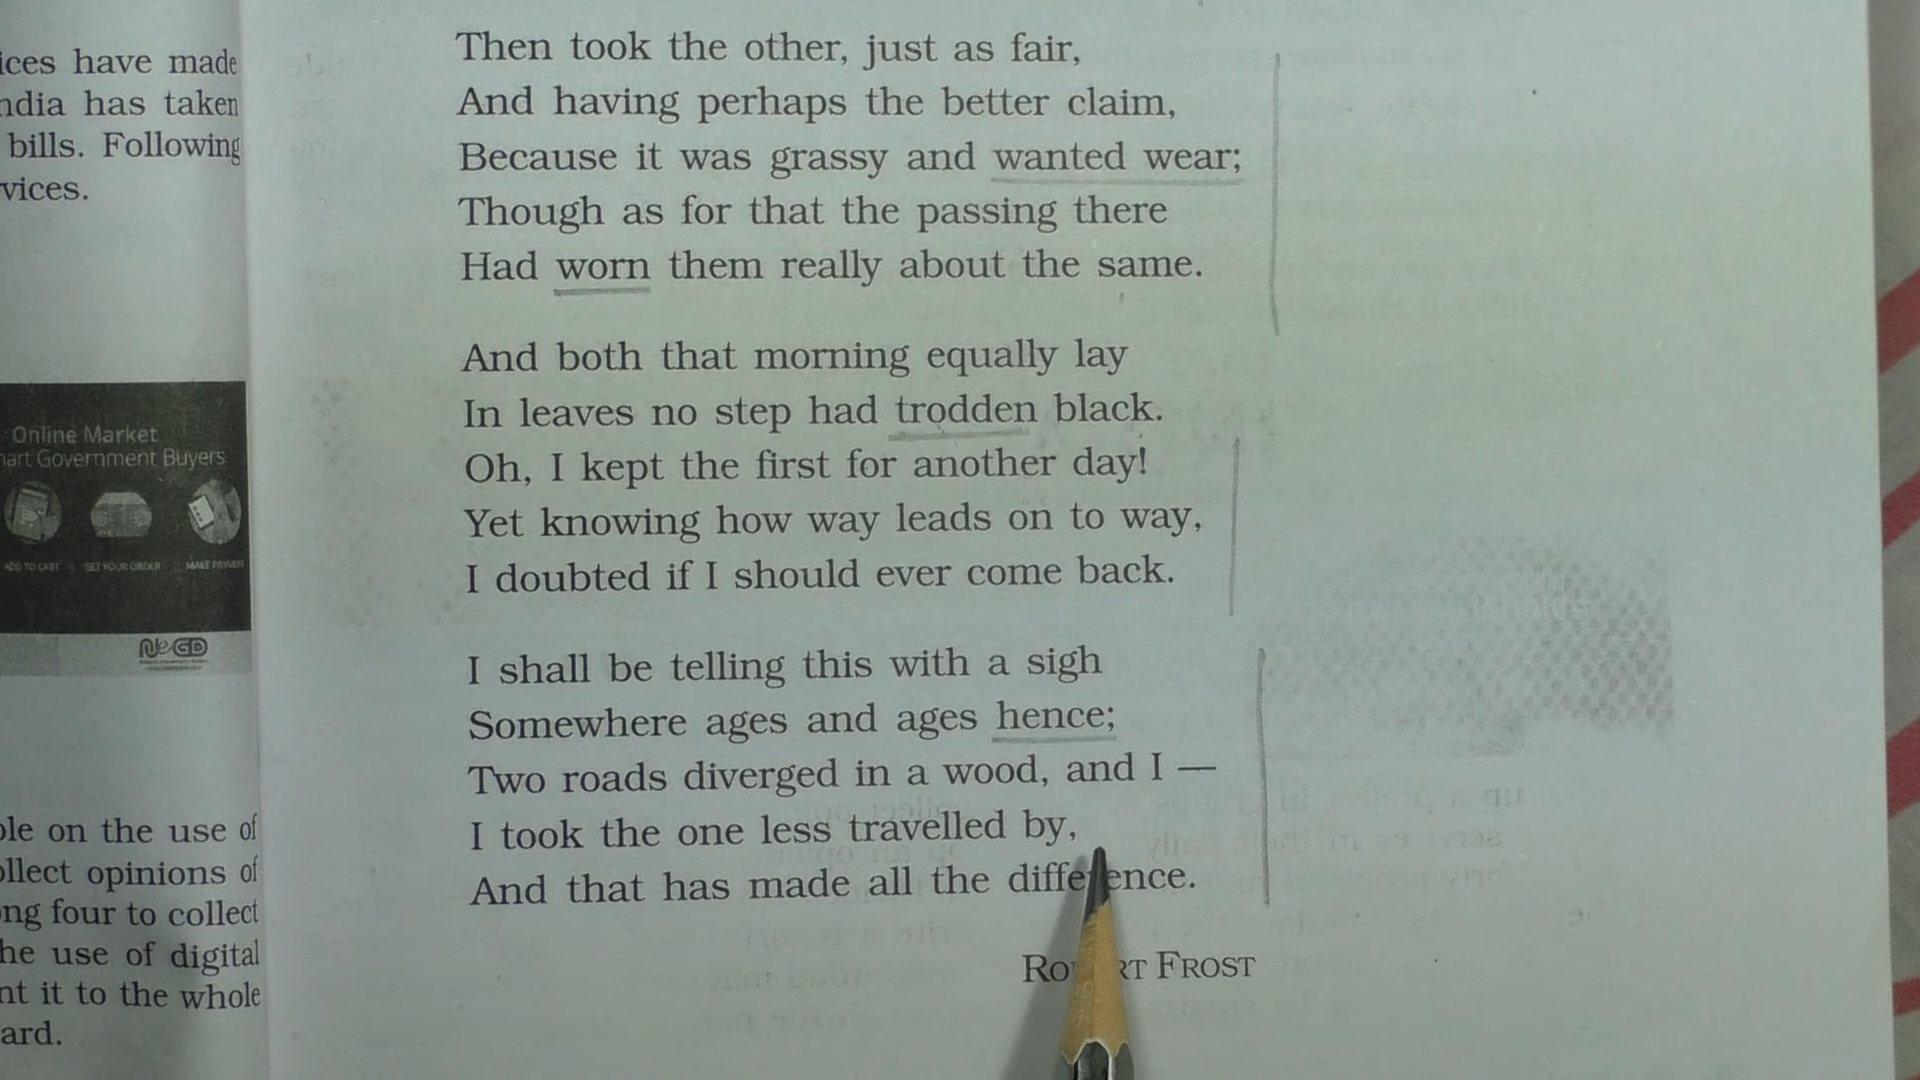 ices have made
ndia has taken
bills. Following
vices.
Online Market
art Government Buyers
ADD TO CART GET YOUR ORDER MAKE PAYMENT
NeGD
ole on the use of
ollect opinions of
ng four to collect
he use of digital
nt it to the whole
ard.
Then took the other, just as fair,
And having perhaps the better claim,
Because it was grassy and wanted wear;
Though as for that the passing there
Had worn them really about the same.
And both that morning equally lay
In leaves no step had trodden black.
Oh, I kept the first for another day!
Yet knowing how way leads on to way,
I doubted if I should ever come back.
I shall be telling this with a sigh
Somewhere ages and ages hence;
Two roads diverged in a wood, and I —
I took the one less travelled by,
And that has made all the difference.
ROBERT FROST